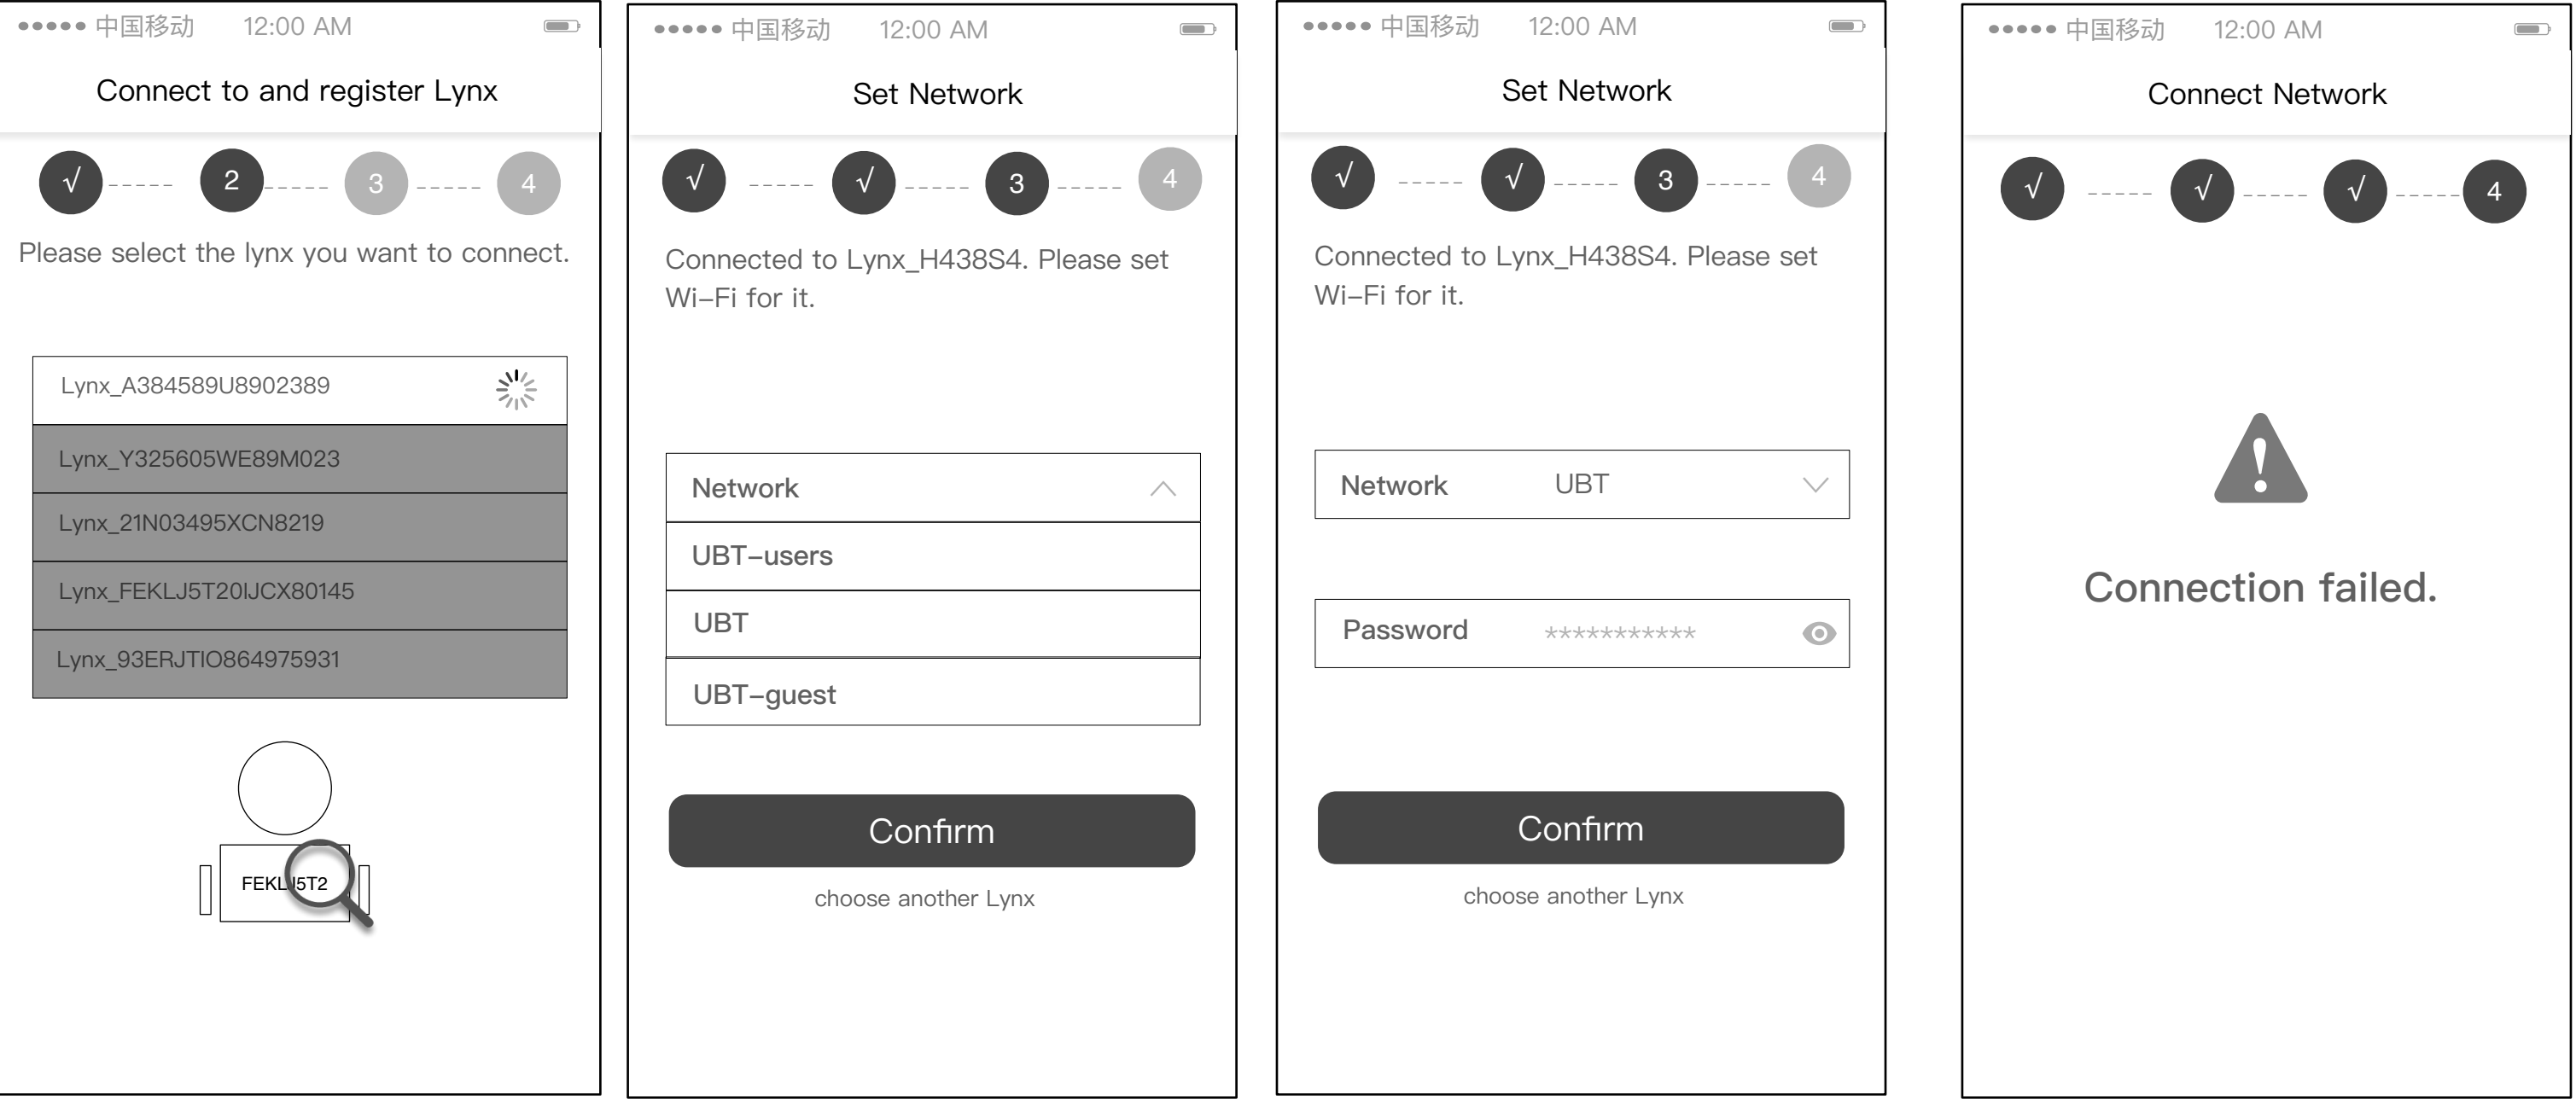 中国移动 12:00 AM
Connect to and register Lynx
√ 2 3 4
Please select the lynx you want to connect.
Lynx_A384589U8902389
Lynx_Y325605WE89M023
Lynx_21N03495XCN8219
Lynx_FEKLJ5T20IJCX80145
Lynx_93ERJTIO864975931
FEKLJ5T2
中国移动 12:00 AM
Set Network
√ √ 3 4
Connected to Lynx_H438S4. Please set
Wi-Fi for it.
Network
UBT-users
UBT
UBT-guest
Confirm
choose another Lynx
中国移动 12:00 AM
Set Network
√ √ 3 4
Connected to Lynx_H438S4. Please set
Wi-Fi for it.
Network UBT
Password ***********
Confirm
choose another Lynx
中国移动 12:00 AM
Connect Network
√ √ √ 4
Connection failed.